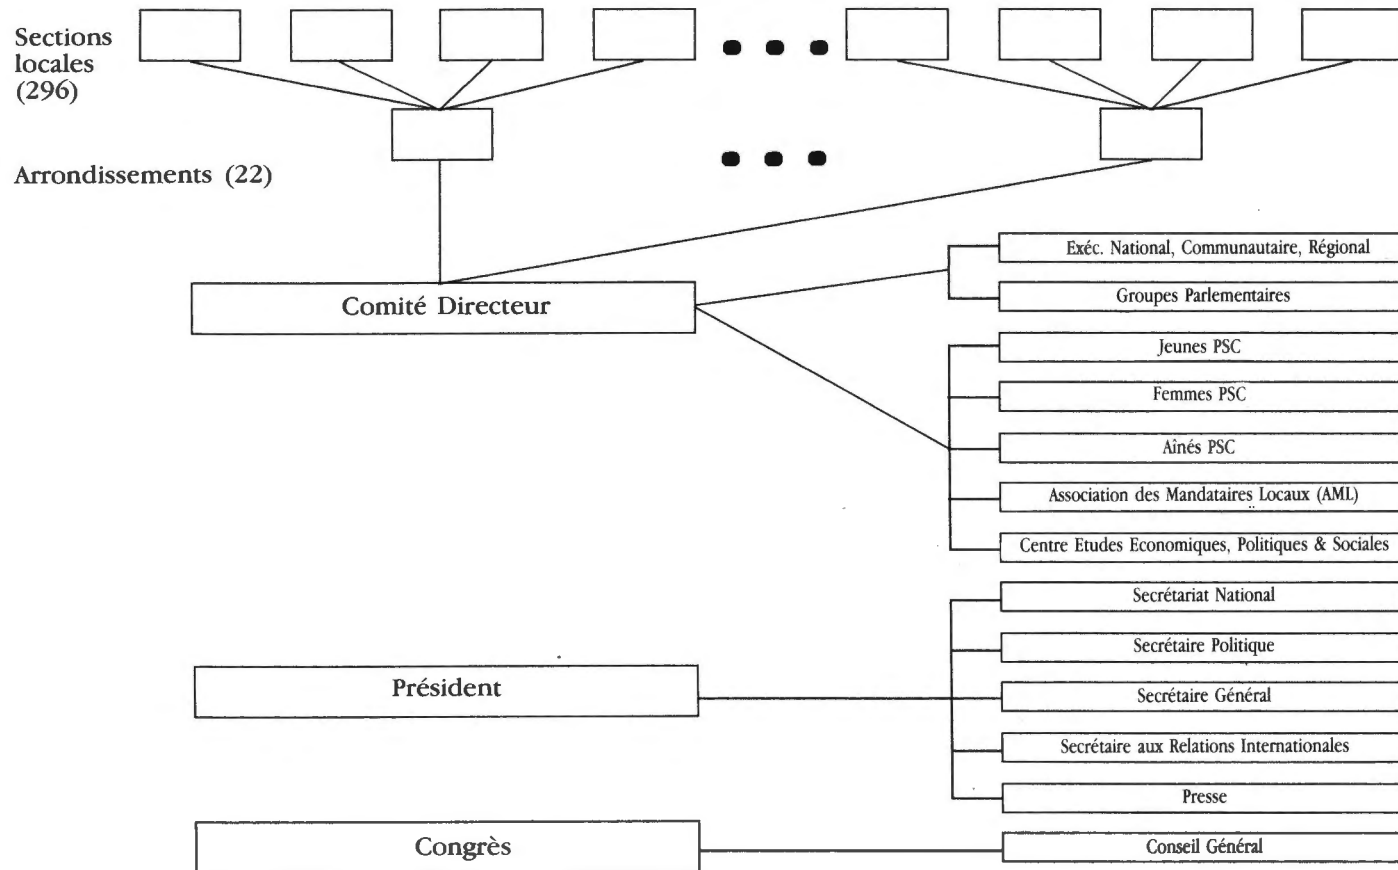 Sections
locales
(296)
Arrondissements (22)
Exéc. National, Communautaire, Régional
Comité Directeur
Groupes Parlementaires
Jeunes PSC
Femmes PSC
Aînés PSC
Association des Mandataires Locaux (AML)
Centre Etudes Economiques, Politiques & Sociales
Secrétariat National
Secrétaire Politique
Président
Secrétaire Général
Secrétaire aux Relations Internationales
Presse
Congrès
Conseil Général